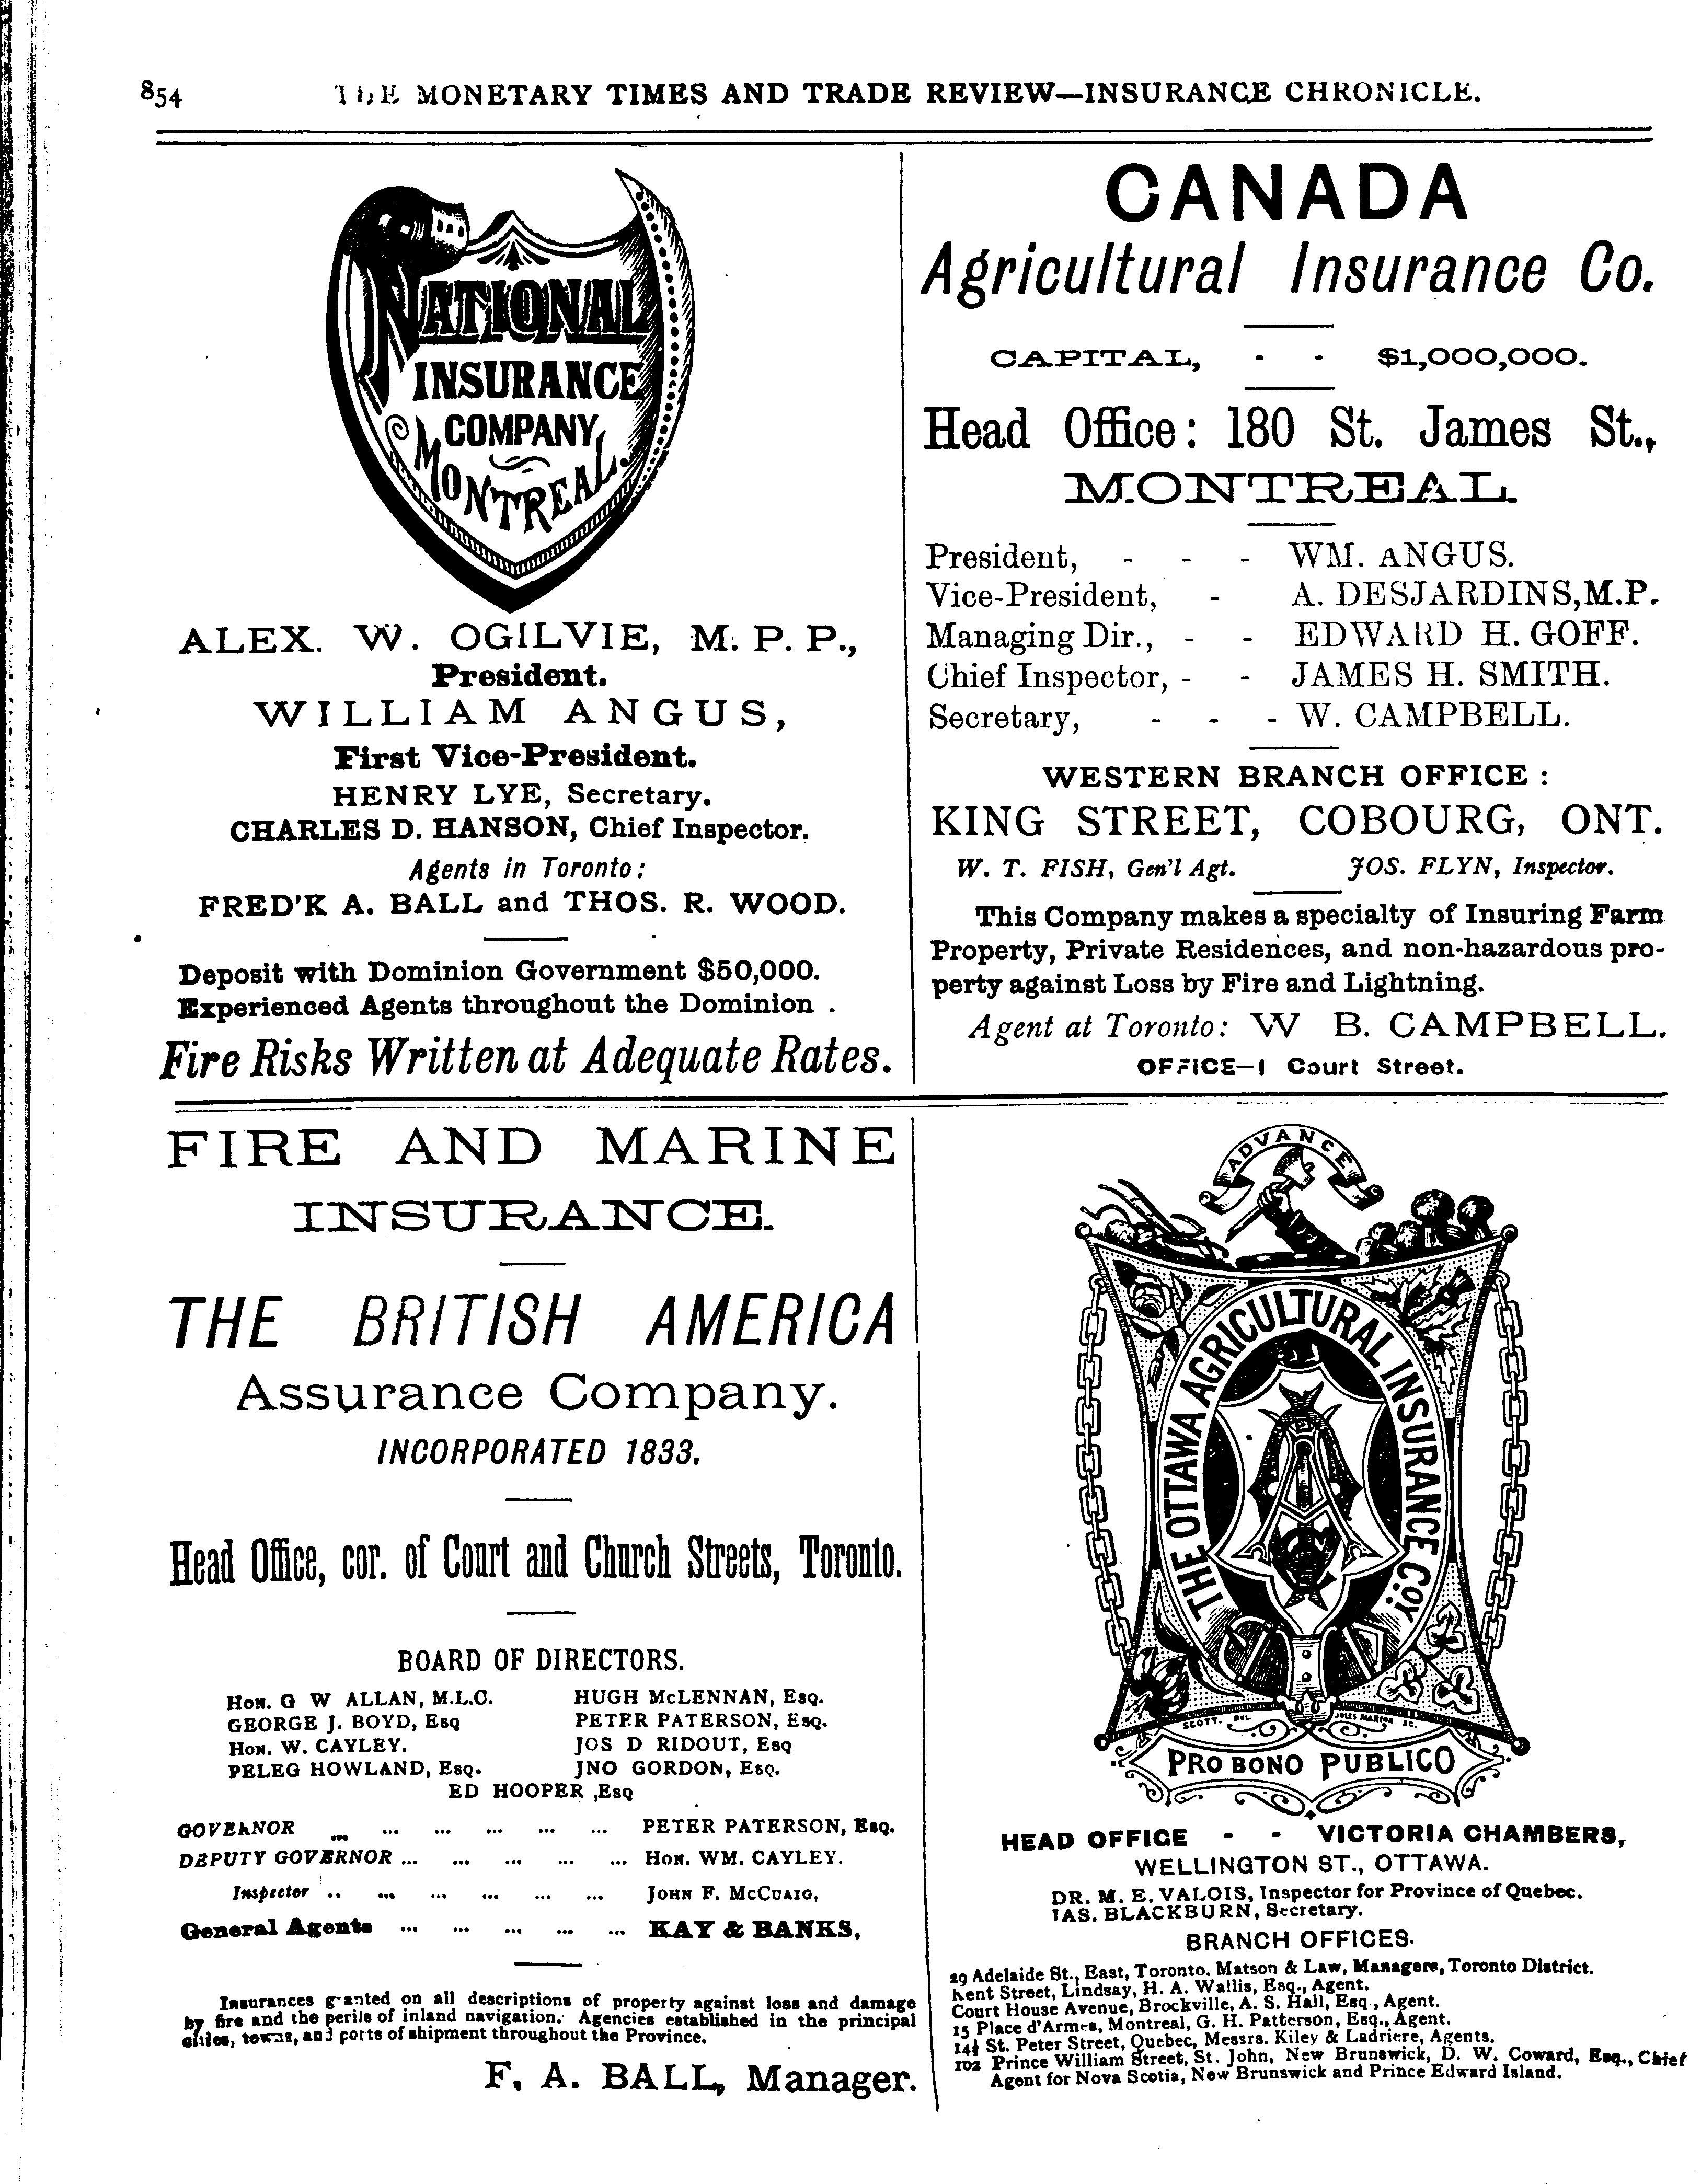 854 THE MONETARY TIMES AND TRADE REVIEW—INSURANCE CHRONICLE.
NATIONAL
INSURANCE
COMPANY,
MONTREAL.
ALEX. W. OGILVIE, M. P. P.,
President.
WILLIAM ANGUS,
First Vice-President.
HENRY LYE, Secretary.
CHARLES D. HANSON, Chief Inspector.
Agents in Toronto:
FRED'K A. BALL and THOS. R. WOOD.
Deposit with Dominion Government $50,000.
Experienced Agents throughout the Dominion .
Fire Risks Written at Adequate Rates.
CANADA
Agricultural Insurance Co.
CAPITAL, - - $1,000,000.
Head Office: 180 St. James St.,
MONTREAL.
President, - - - WM. ANGUS.
Vice-President, - A. DESJARDINS, M.P.
Managing Dir., - - EDWARD H. GOFF.
Chief Inspector, - - JAMES H. SMITH.
Secretary, - - - W. CAMPBELL.
WESTERN BRANCH OFFICE :
KING STREET, COBOURG, ONT.
W. T. FISH, Gen'l Agt. JOS. FLYN, Inspector.
This Company makes a specialty of Insuring Farm
Property, Private Residences, and non-hazardous pro-
perty against Loss by Fire and Lightning.
Agent at Toronto: W B. CAMPBELL.
OFFICE—1 Court Street.
FIRE AND MARINE
INSURANCE.
THE BRITISH AMERICA
Assurance Company.
INCORPORATED 1833.
Head Office, cor. of Court and Church Streets, Toronto.
BOARD OF DIRECTORS.
HON. G W ALLAN, M.L.C. HUGH McLENNAN, ESQ.
GEORGE J. BOYD, ESQ PETER PATERSON, ESQ.
HON. W. CAYLEY. JOS D RIDOUT, ESQ
PELEG HOWLAND, ESQ. JNO GORDON, ESQ.
ED HOOPER ,ESQ
GOVERNOR ... ... ... ... ... ... PETER PATERSON, ESQ.
DEPUTY GOVERNOR ... ... ... ... ... HON. WM. CAYLEY.
Inspector .. ... ... ... ... ... JOHN F. McCUAIG,
General Agents ... ... ... ... ... KAY & BANKS,
Insurances granted on all descriptions of property against loss and damage
by fire and the perils of inland navigation. Agencies established in the principal
cities, towns, and ports of shipment throughout the Province.
F. A. BALL, Manager.
ADVANCE
THE OTTAWA AGRICULTURAL INSURANCE COY.
SCOTT. DEL. JULES MARION SC.
PRO BONO PUBLICO
HEAD OFFICE - - VICTORIA CHAMBERS,
WELLINGTON ST., OTTAWA.
DR. M. E. VALOIS, Inspector for Province of Quebec.
JAS. BLACKBURN, Secretary.
BRANCH OFFICES.
29 Adelaide St., East, Toronto. Matson & Law, Managers, Toronto District.
Kent Street, Lindsay, H. A. Wallis, Esq., Agent.
Court House Avenue, Brockville, A. S. Hall, Esq., Agent.
15 Place d'Armes, Montreal, G. H. Patterson, Esq., Agent.
14½ St. Peter Street, Quebec, Messrs. Kiley & Ladriere, Agents.
102 Prince William Street, St. John, New Brunswick, D. W. Coward, Esq., Chief
Agent for Nova Scotia, New Brunswick and Prince Edward Island.